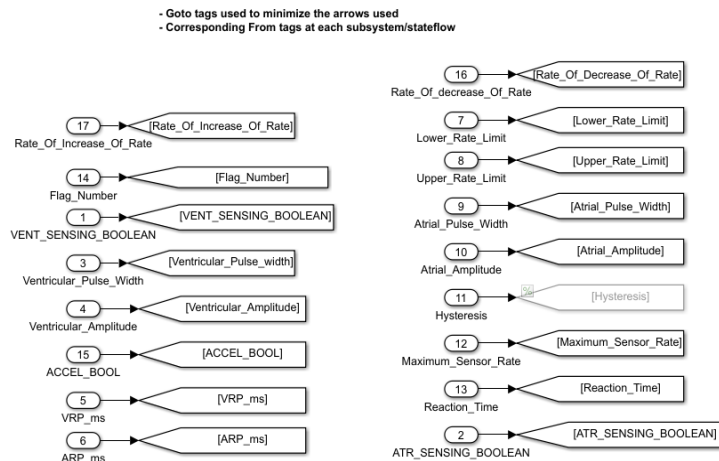 - Goto tags used to minimize the arrows used
- Corresponding From tags at each subsystem/stateflow
17
[Rate_Of_Increase_Of_Rate]
Rate_Of_Increase_Of_Rate
14
[Flag_Number]
Flag_Number
1
[VENT_SENSING_BOOLEAN]
VENT_SENSING_BOOLEAN
3
[Ventricular_Pulse_width]
Ventricular_Pulse_Width
4
[Ventricular_Amplitude]
Ventricular_Amplitude
15
[ACCEL_BOOL]
ACCEL_BOOL
5
[VRP_ms]
VRP_ms
6
[ARP_ms]
ARP_ms
16
[Rate_Of_Decrease_Of_Rate]
Rate_Of_decrease_Of_Rate
7
[Lower_Rate_Limit]
Lower_Rate_Limit
8
[Upper_Rate_Limit]
Upper_Rate_Limit
9
[Atrial_Pulse_Width]
Atrial_Pulse_Width
10
[Atrial_Amplitude]
Atrial_Amplitude
11
%
[Hysteresis]
Hysteresis
12
[Maximum_Sensor_Rate]
Maximum_Sensor_Rate
13
[Reaction_Time]
Reaction_Time
2
[ATR_SENSING_BOOLEAN]
ATR_SENSING_BOOLEAN